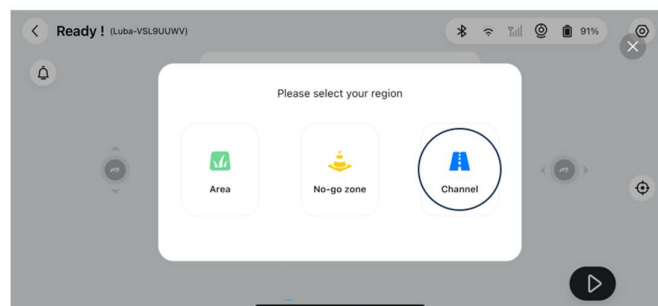 Ready ! (Luba-VSL9UUWV)
91%
Please select your region
Area
No-go zone
Channel